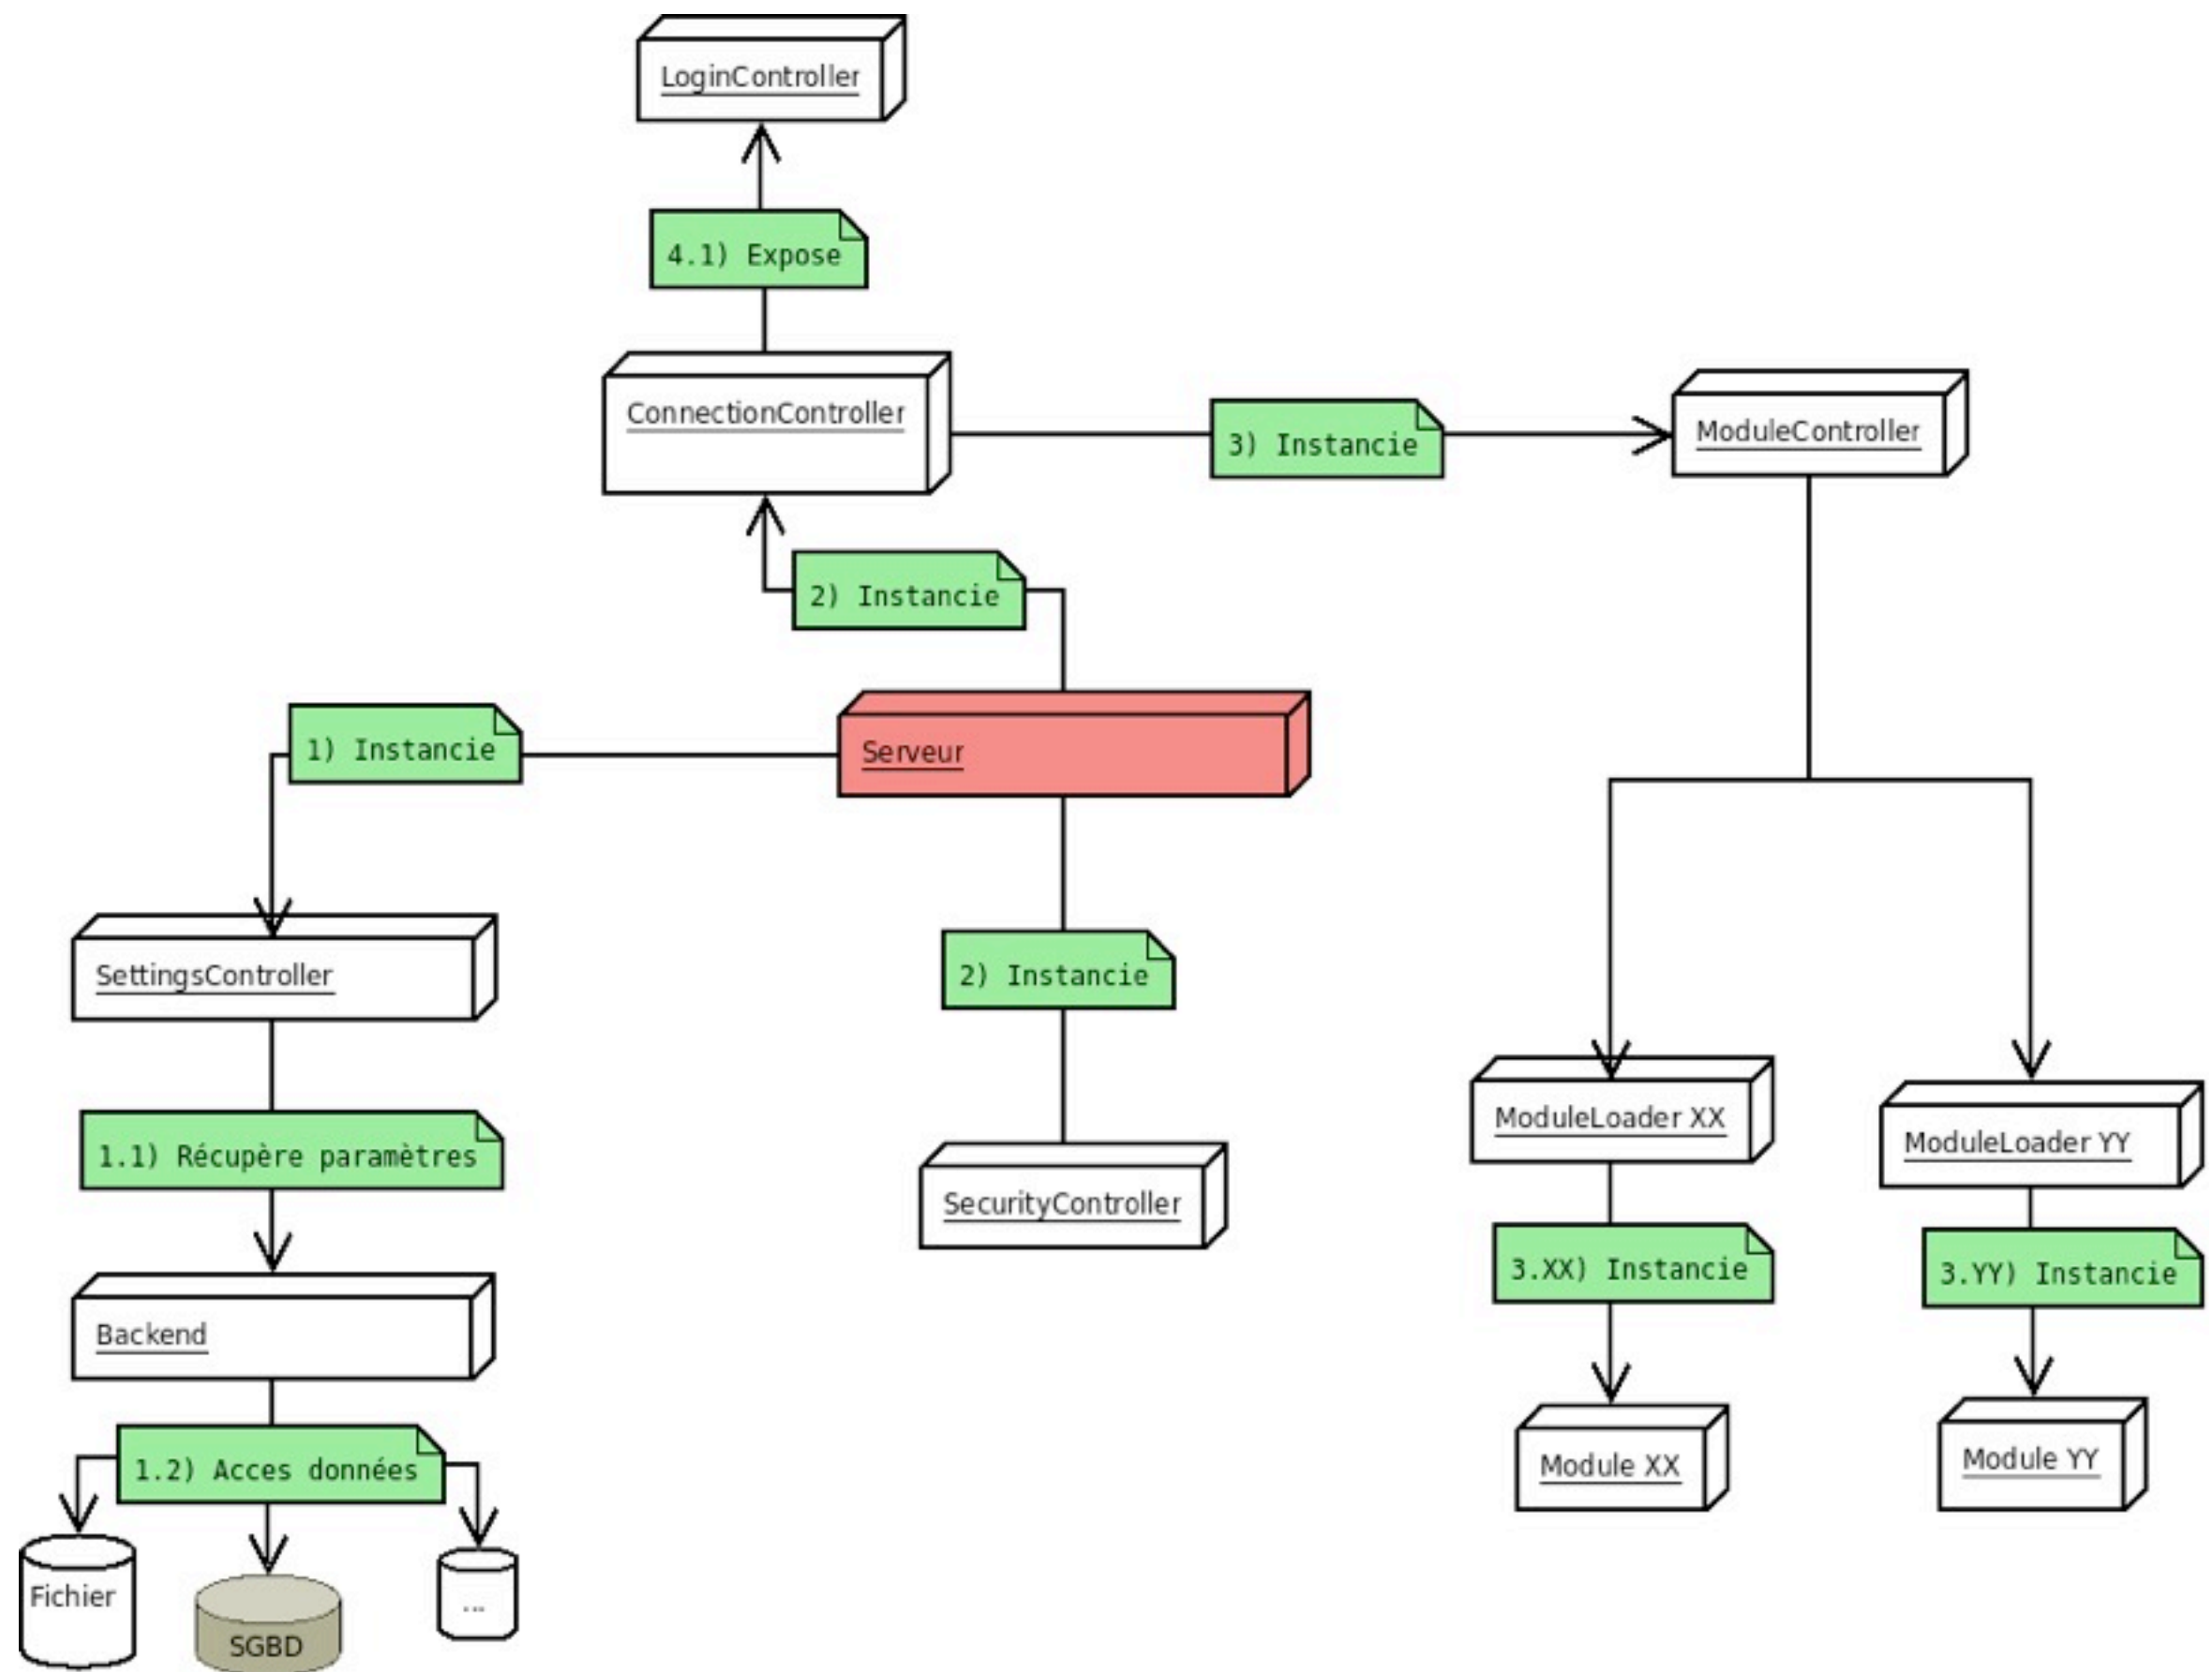 LoginController
4.1) Expose
ConnectionController
3) Instancie
ModuleController
2) Instancie
1) Instancie
Serveur
SettingsController
2) Instancie
ModuleLoader XX
ModuleLoader YY
1.1) Récupère paramètres
SecurityController
3.XX) Instancie
3.YY) Instancie
Backend
1.2) Acces données
Module XX
Module YY
Fichier
...
SGBD